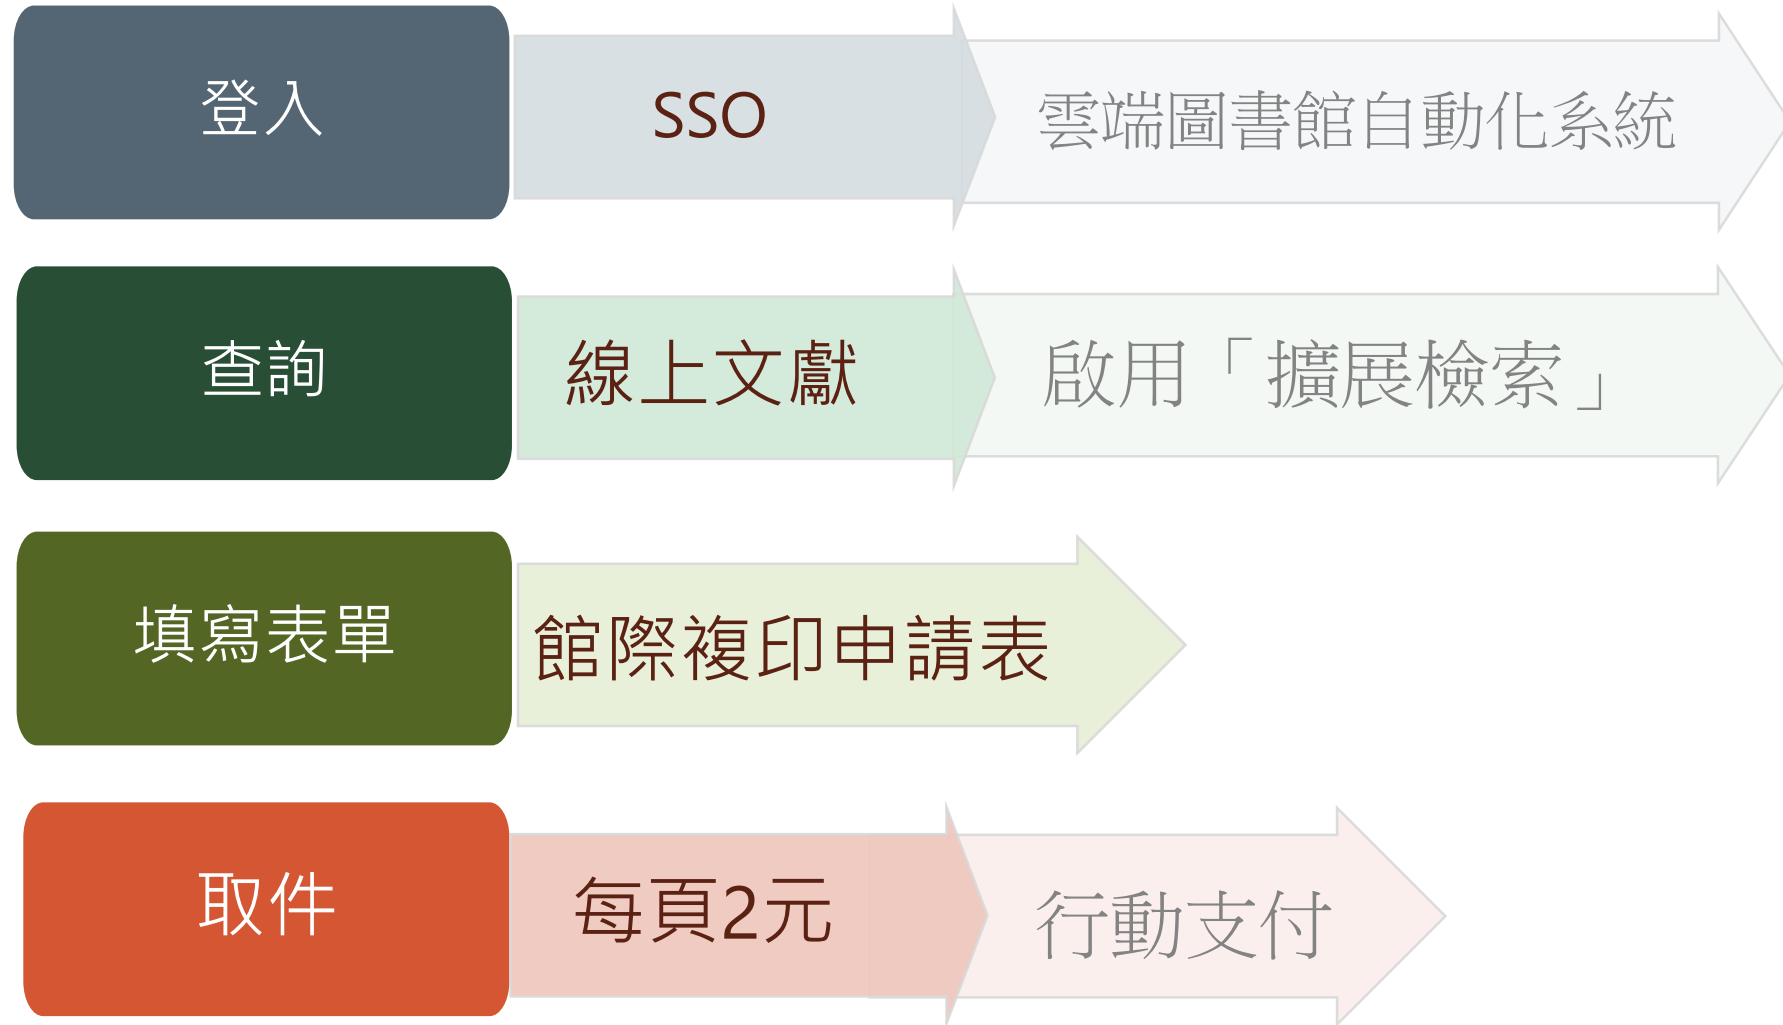 登入
SSO
雲端圖書館自動化系統
查詢
線上文獻
啟用「擴展檢索」
填寫表單
館際複印申請表
取件
每頁2元
行動支付